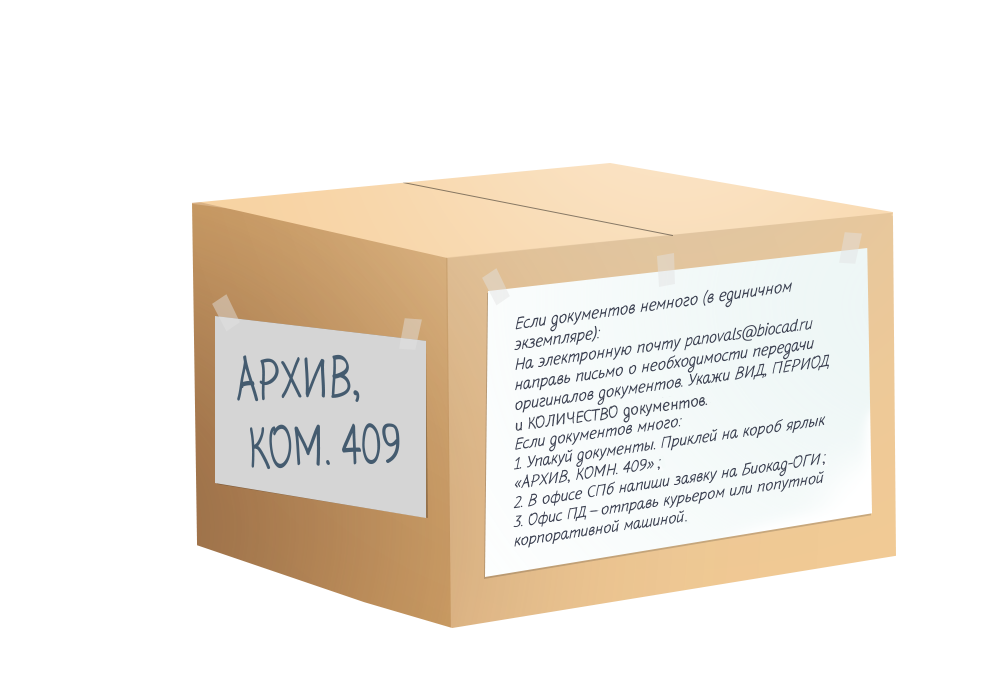 АРХИВ,
КОМ. 409
Если документов немного (в единичном
экземпляре):
На электронную почту panovals@biocad.ru
направь письмо о необходимости передачи
оригиналов документов. Укажи ВИД, ПЕРИОД
и КОЛИЧЕСТВО документов.
Если документов много:
1. Упакуй документы. Приклей на короб ярлык
«АРХИВ, КОМН. 409» ;
2. В офисе СПб напиши заявку на Биокад-ОГИ ;
3. Офис ПД – отправь курьером или попутной
корпоративной машиной.